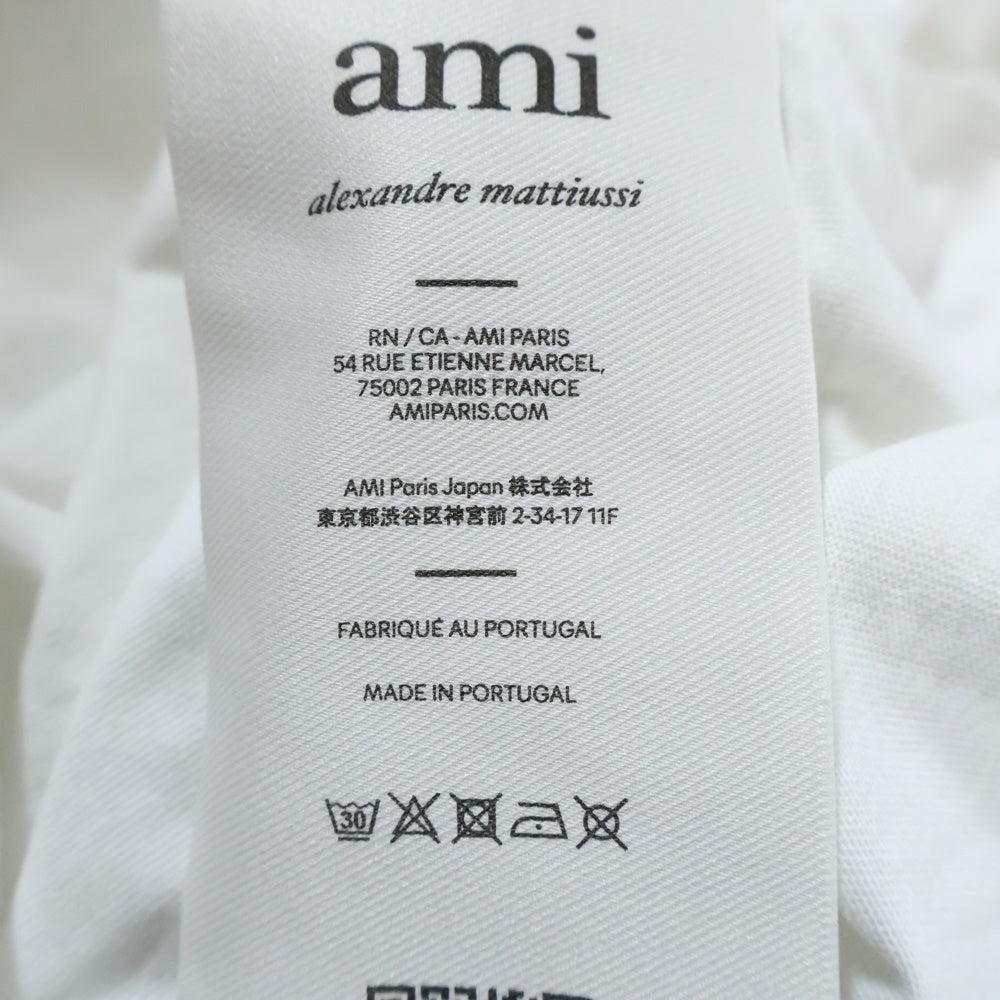 ami
alexandre mattiussi
RN / CA - AMI PARIS
54 RUE ETIENNE MARCEL,
75002 PARIS FRANCE
AMIPARIS.COM
AMI Paris Japan 株式会社
東京都渋谷区神宮前 2-34-17 11F
FABRIQUÉ AU PORTUGAL
MADE IN PORTUGAL
30